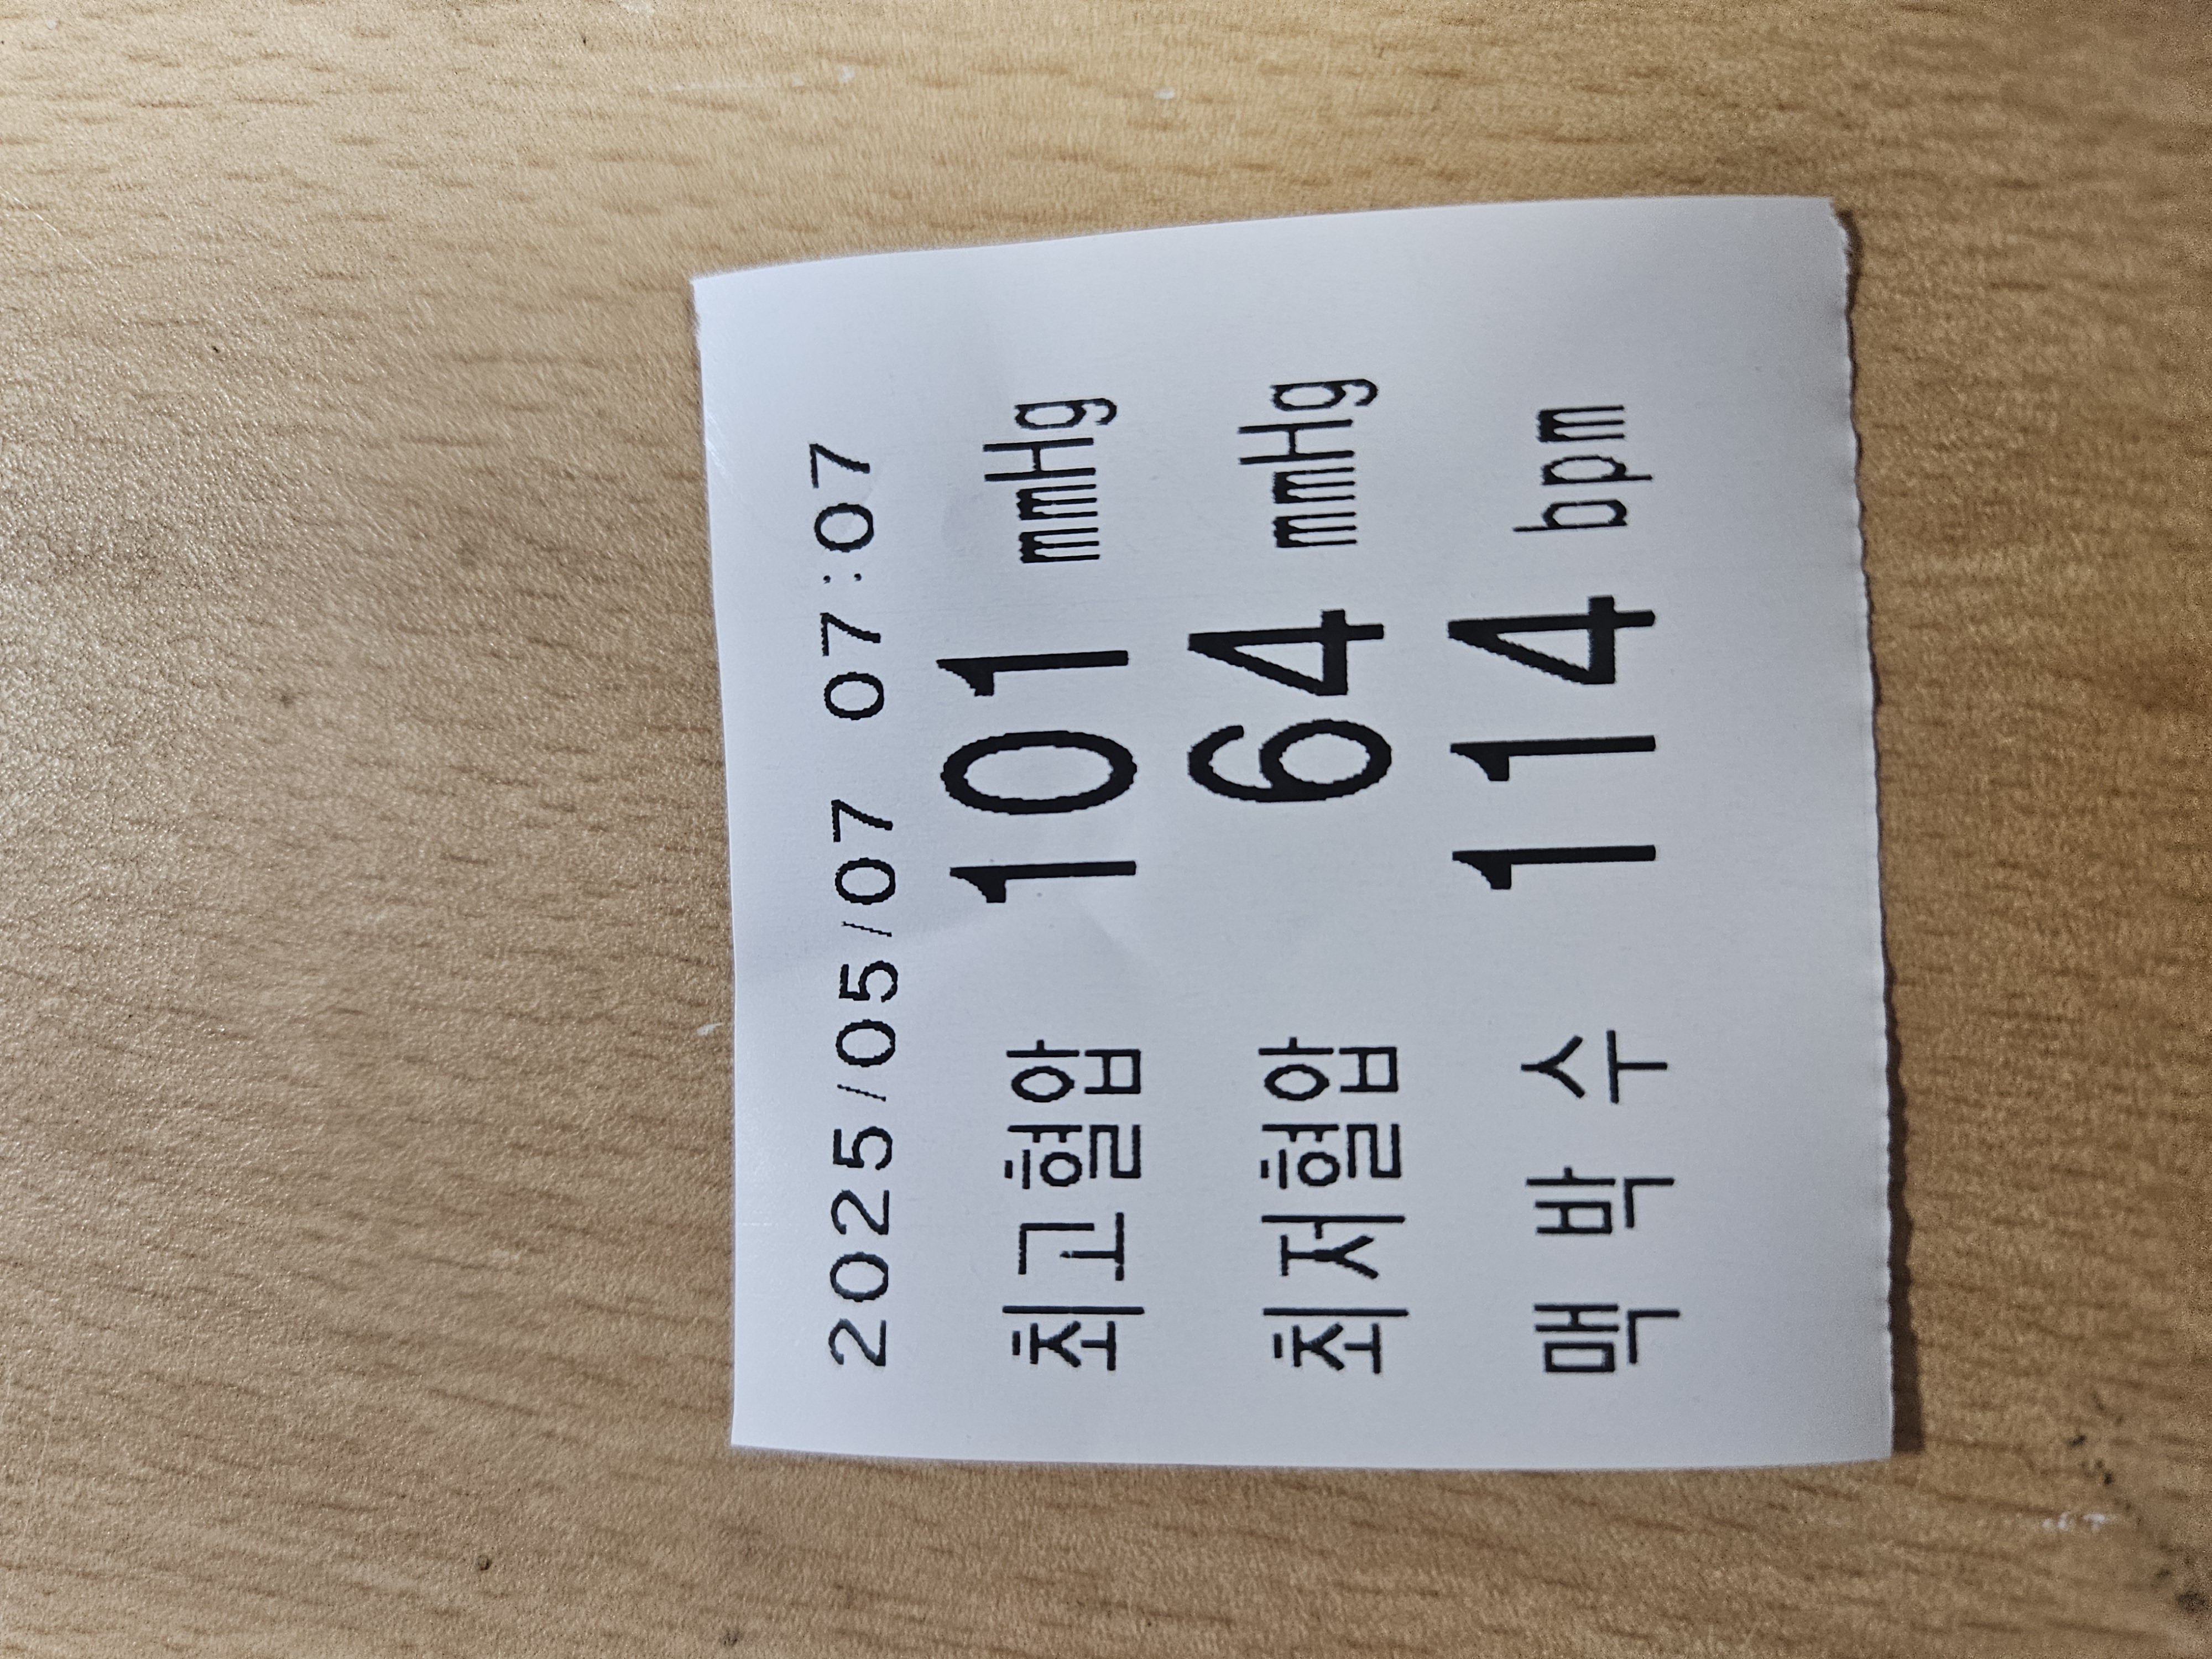 2025/05/07 07:07
최고혈압 101 mmHg
최저혈압 64 mmHg
맥 박 수 114 bpm